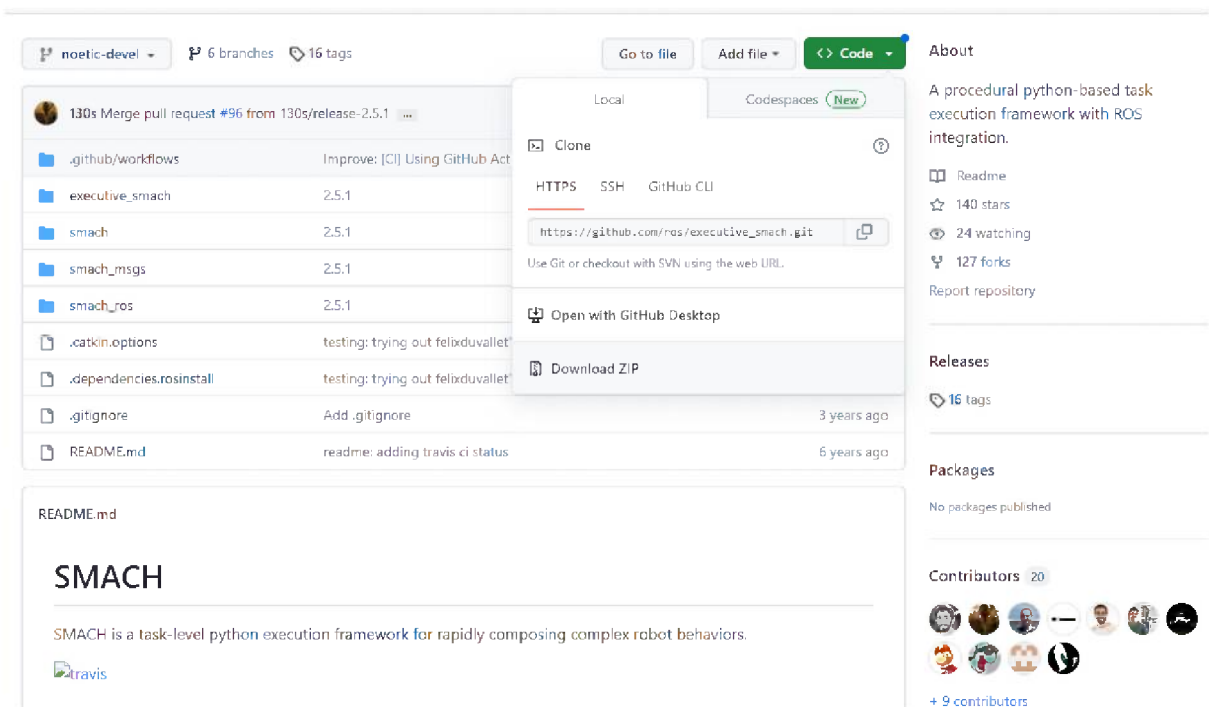 noetic-devel 6 branches 16 tags Go to file Add file <> Code
130s Merge pull request #96 from 130s/release-2.5.1 ...
.github/workflows Improve: [CI] Using GitHub Act
executive_smach 2.5.1
smach 2.5.1
smach_msgs 2.5.1
smach_ros 2.5.1
.catkin.options testing: trying out felixduvallet'
.dependencies.rosinstall testing: trying out felixduvallet'
.gitignore Add .gitignore 3 years ago
README.md readme: adding travis ci status 6 years ago
Local Codespaces New
Clone
HTTPS SSH GitHub CLI
https://github.com/ros/executive_smach.git
Use Git or checkout with SVN using the web URL.
Open with GitHub Desktop
Download ZIP
README.md
SMACH
SMACH is a task-level python execution framework for rapidly composing complex robot behaviors.
travis
About
A procedural python-based task
execution framework with ROS
integration.
Readme
140 stars
24 watching
127 forks
Report repository
Releases
16 tags
Packages
No packages published
Contributors 20
+ 9 contributors